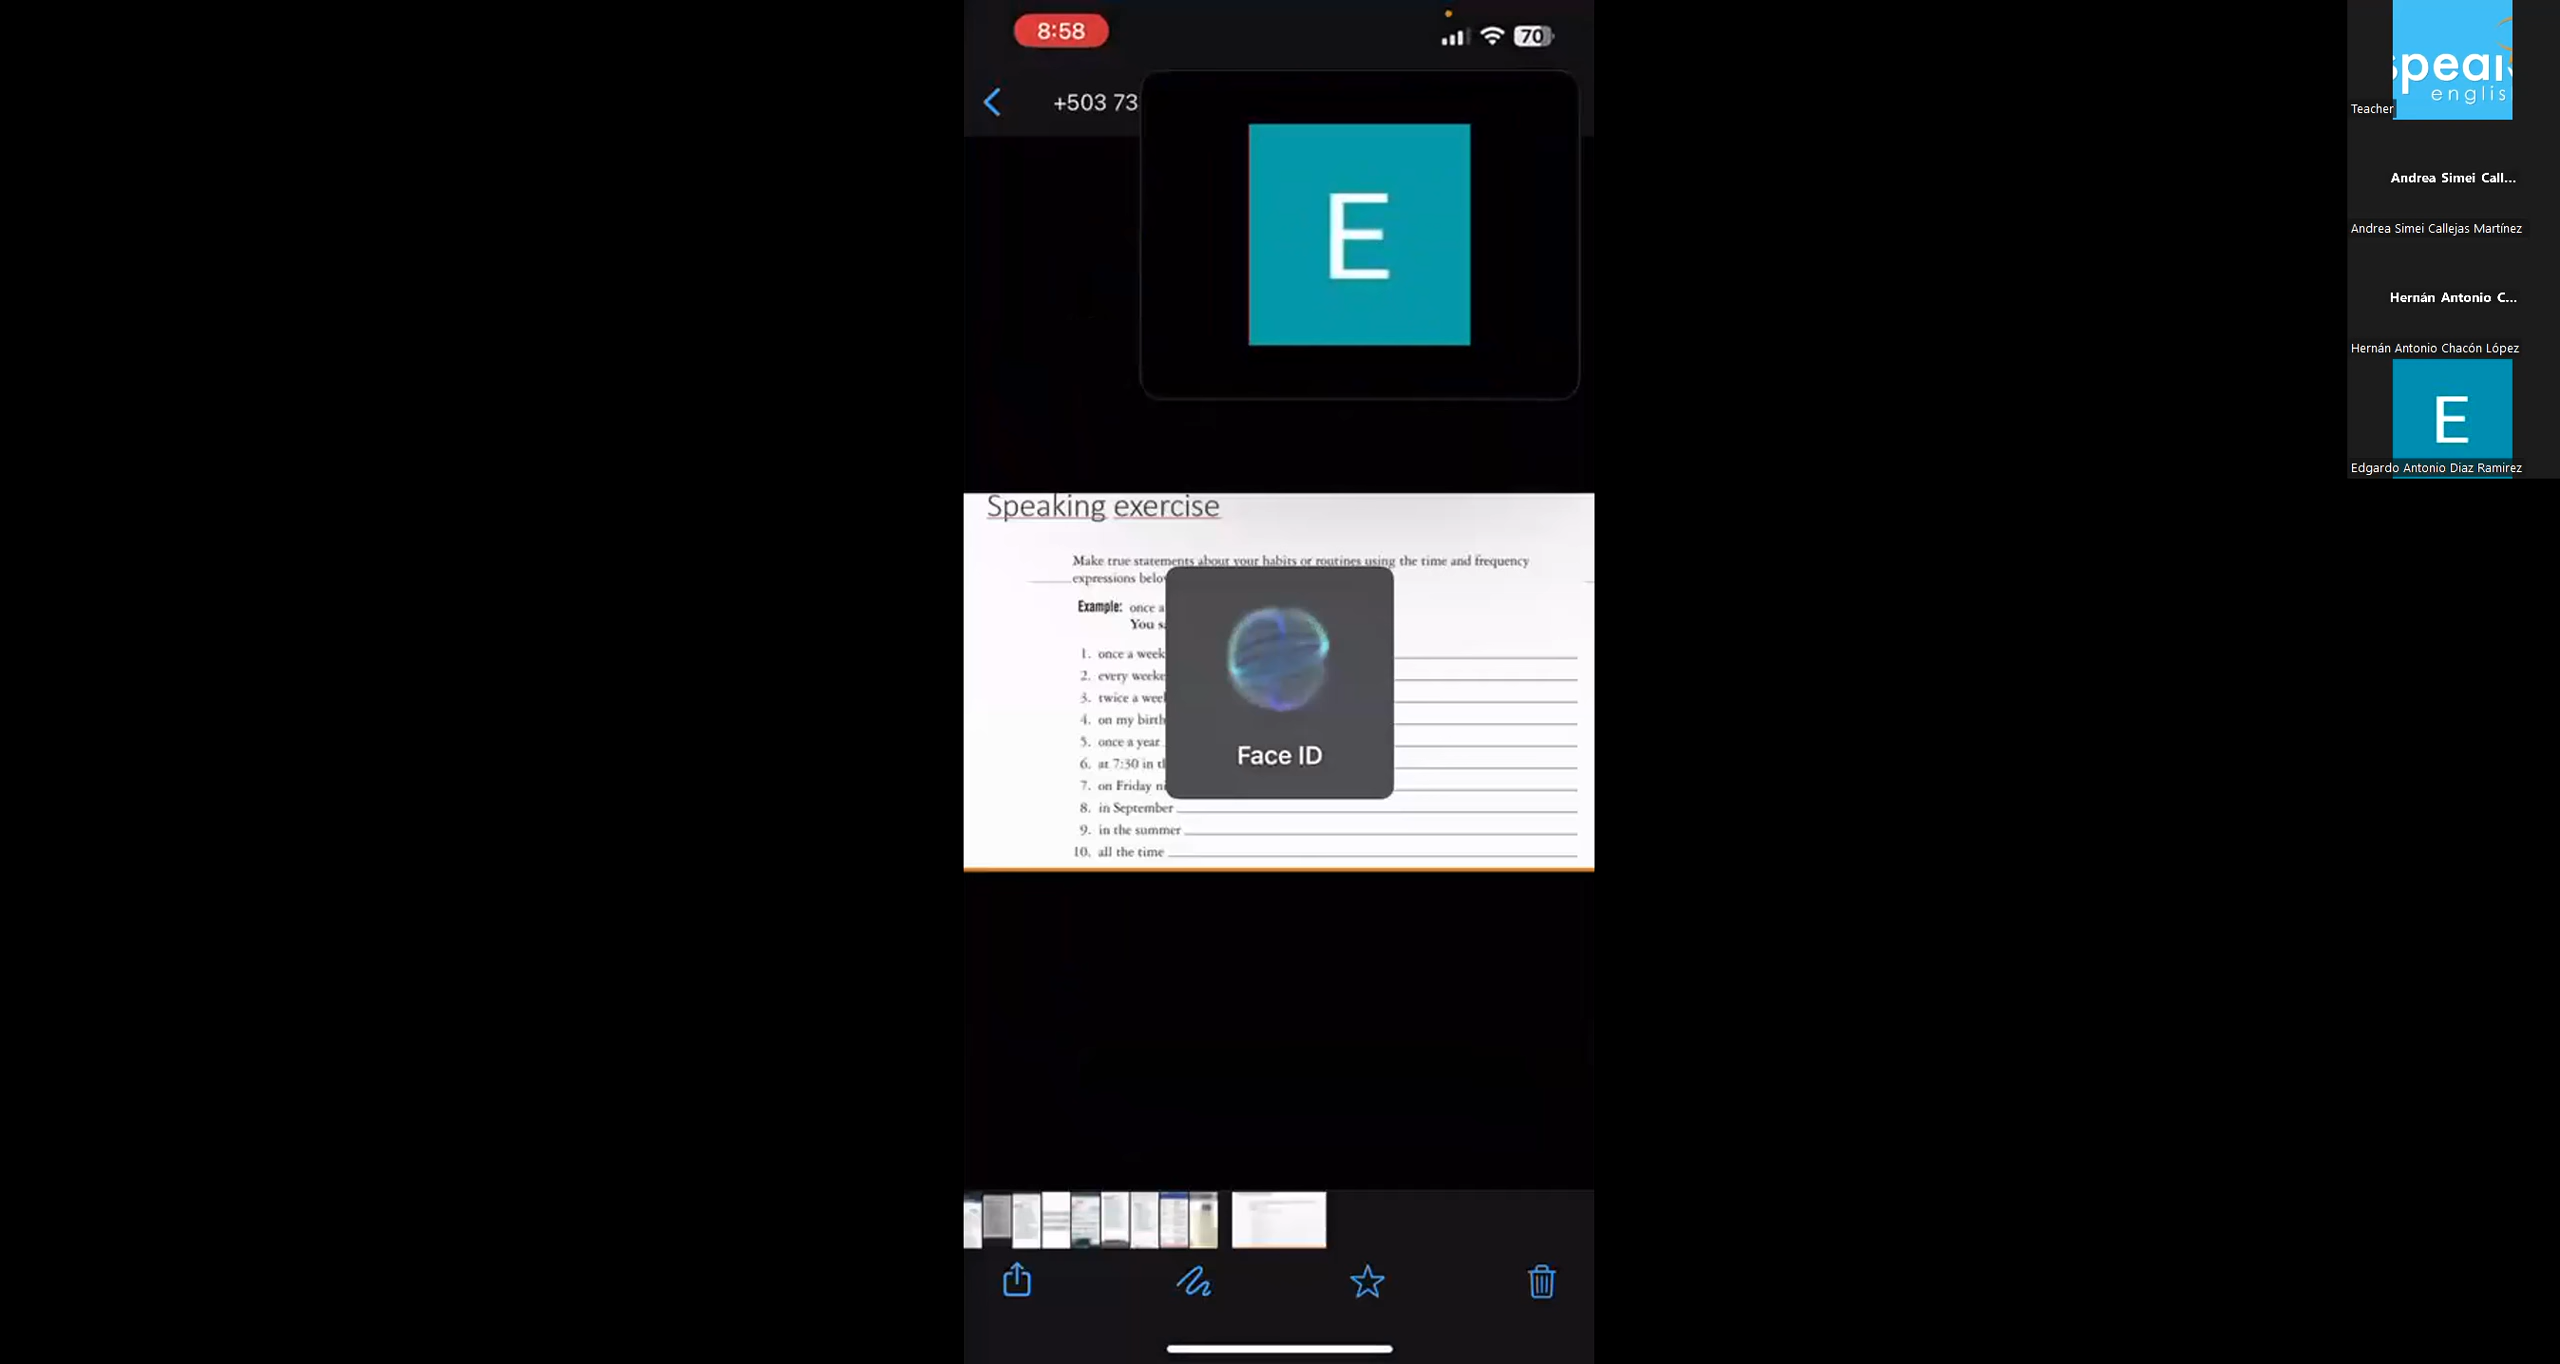 8:58
70
+503 73
E
Speaking exercise
Make true statements about your habits or routines using the time and frequency
expressions belo
Example: once a
You s
1. once a week
2. every weeke
3. twice a week
4. on my birth
5. once a year
6. at 7:30 in t
7. on Friday n
8. in September
9. in the summer
10. all the time
Face ID
speak
englis
Teacher
Andrea Simei Call...
Andrea Simei Callejas Martínez
Hernán Antonio C...
Hernán Antonio Chacón López
E
Edgardo Antonio Diaz Ramirez